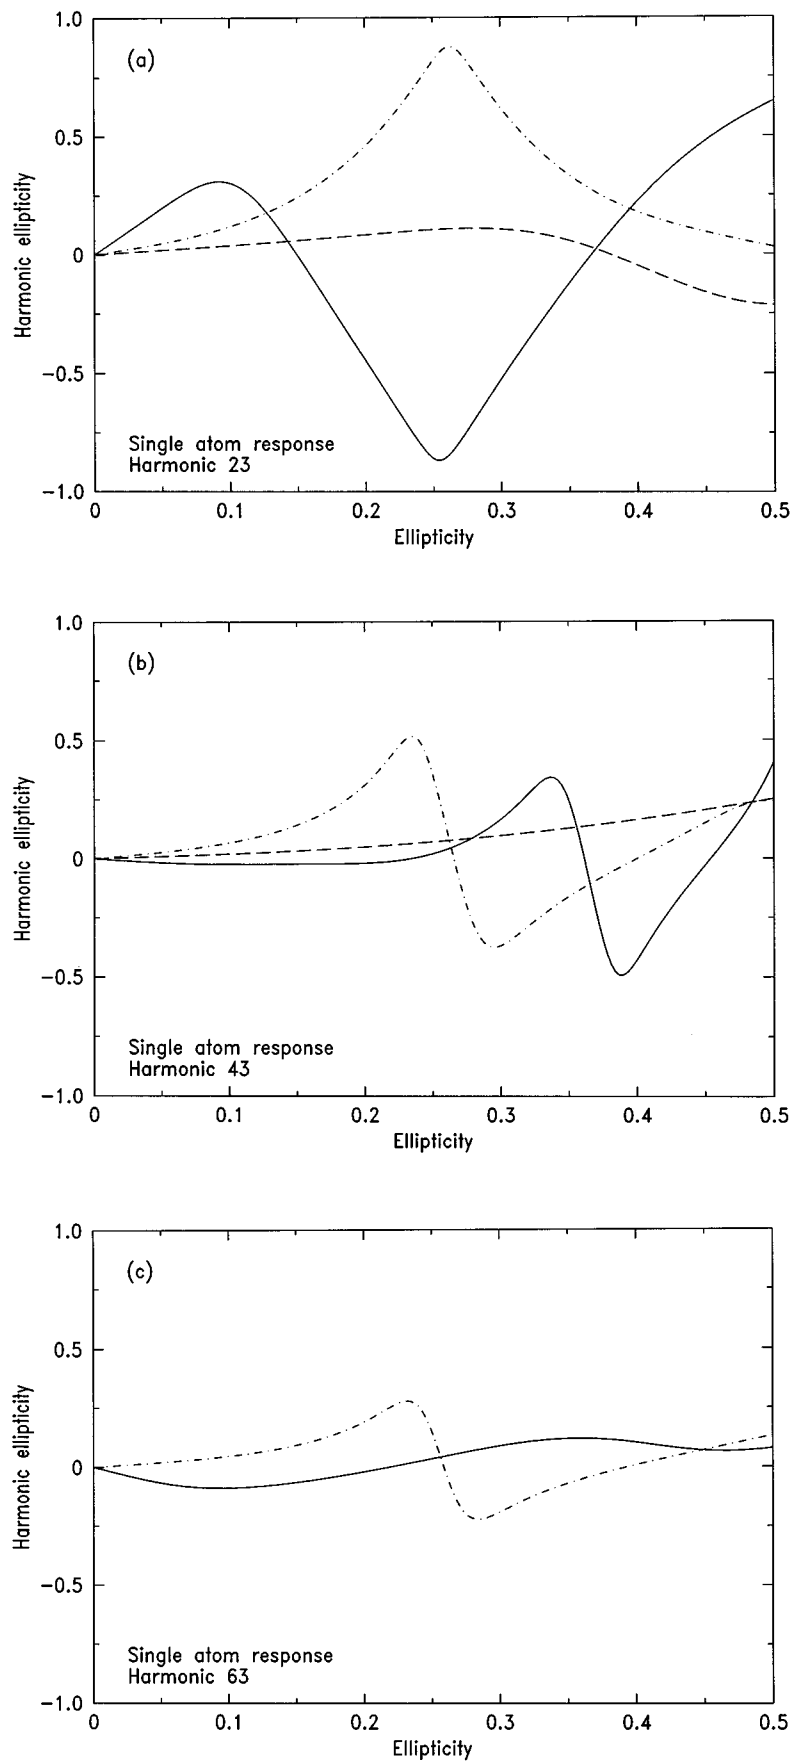 (a)
1.0
0.5
0
−0.5
−1.0
Harmonic ellipticity
Single atom response
Harmonic 23
0 0.1 0.2 0.3 0.4 0.5
Ellipticity
(b)
1.0
0.5
0
−0.5
−1.0
Harmonic ellipticity
Single atom response
Harmonic 43
0 0.1 0.2 0.3 0.4 0.5
Ellipticity
(c)
1.0
0.5
0
−0.5
−1.0
Harmonic ellipticity
Single atom response
Harmonic 63
0 0.1 0.2 0.3 0.4 0.5
Ellipticity